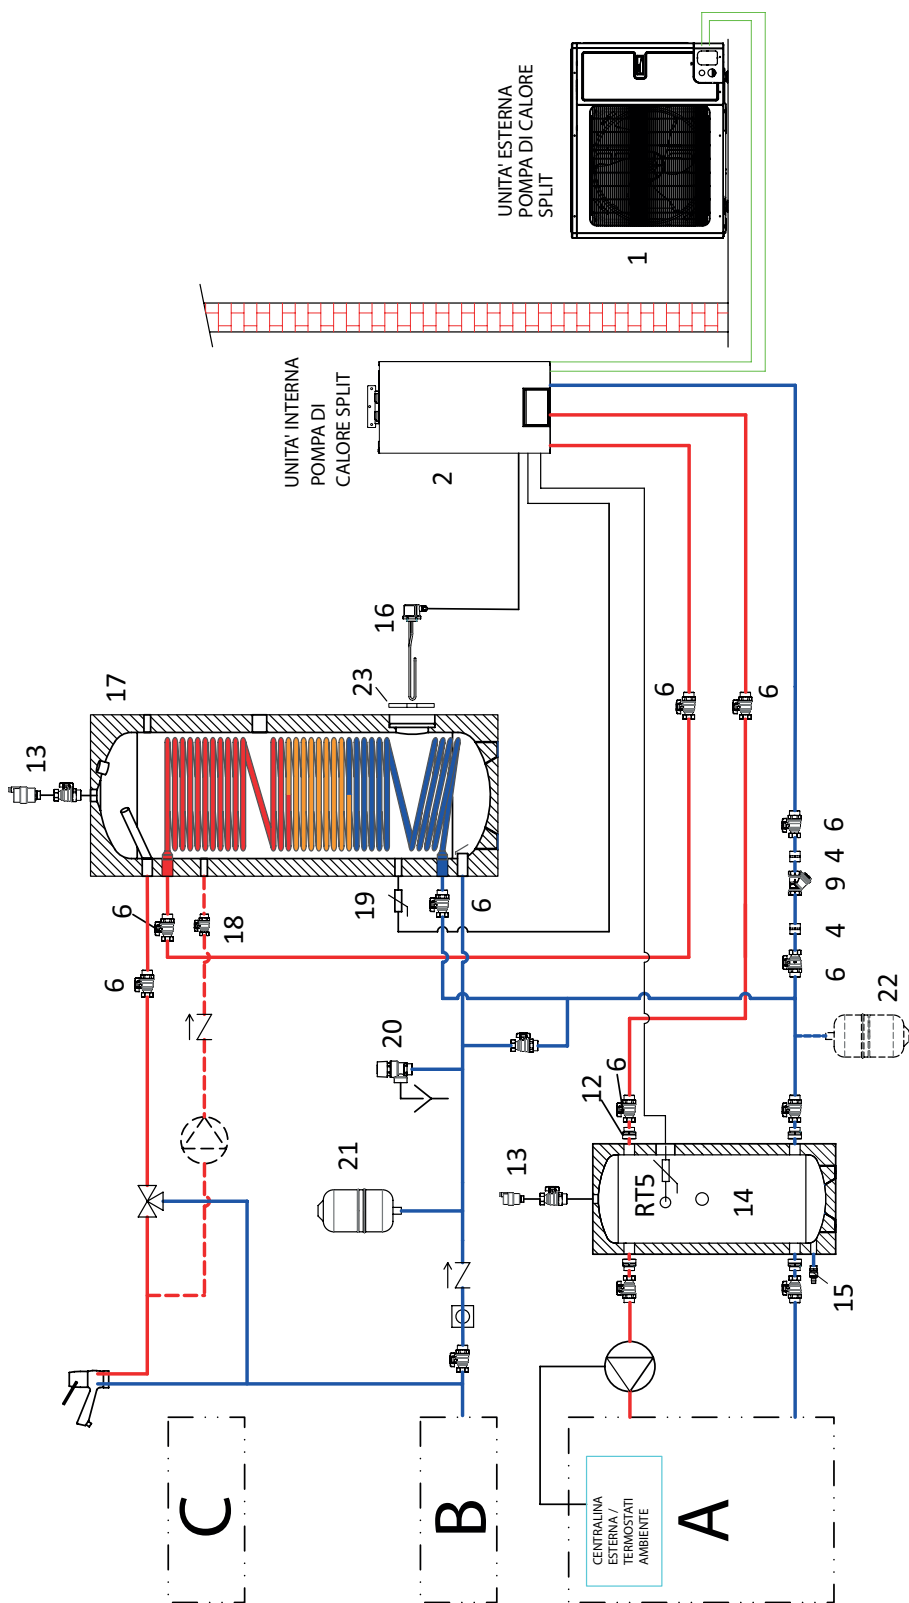 UNITA' ESTERNA
POMPA DI CALORE
SPLIT
1
UNITA' INTERNA
POMPA DI
CALORE SPLIT
2
16
23
17
13
6
6
6
4
9
4
6
22
19
6
18
6
6
20
21
12
6
13
RT5
14
15
C
B
A
CENTRALINA
ESTERNA /
TERMOSTATI
AMBIENTE